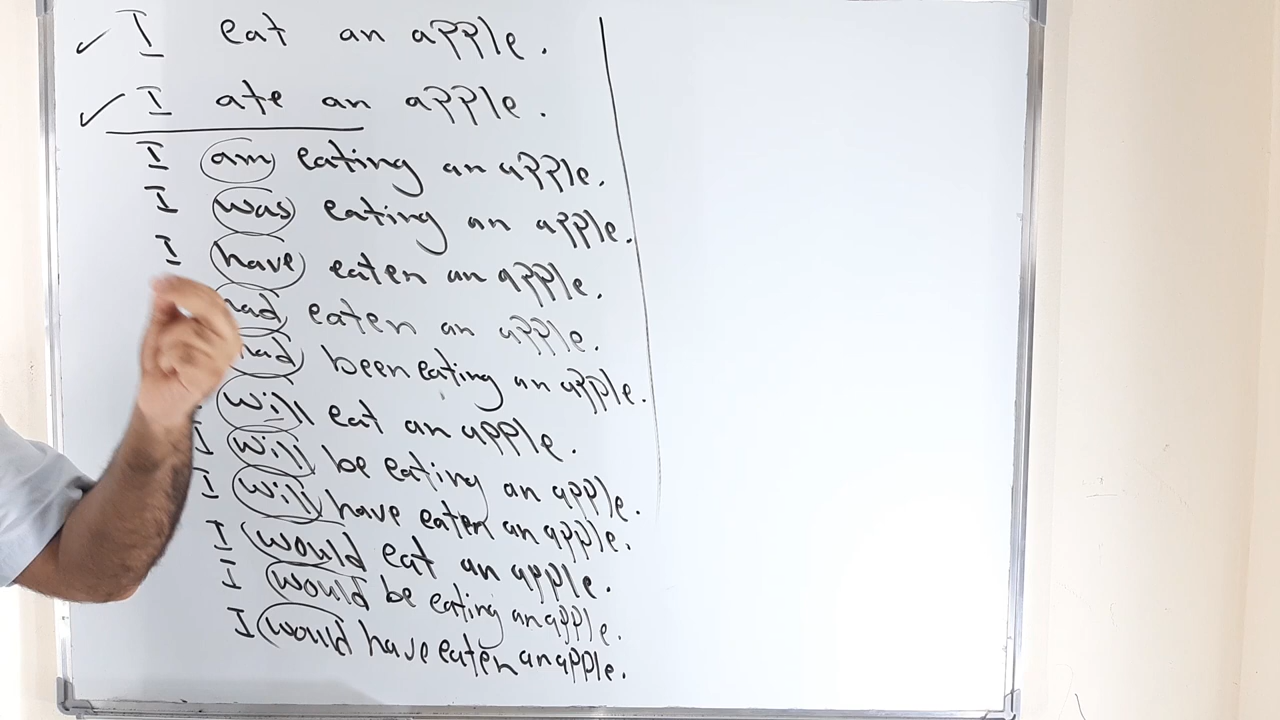 I eat an apple.
I ate an apple.
I am eating an apple.
I was eating an apple.
I have eaten an apple.
had eaten an apple.
had been eating an apple.
will eat an apple.
I will be eating an apple.
I will have eaten an apple.
I would eat an apple.
I would be eating an apple.
I would have eaten an apple.